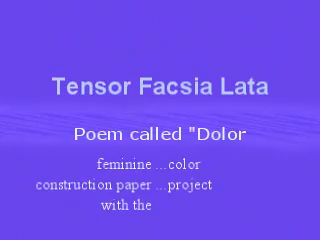 Tensor Facsia Lata
Poem called "Dolor
feminine ...color
construction paper ...project
with the